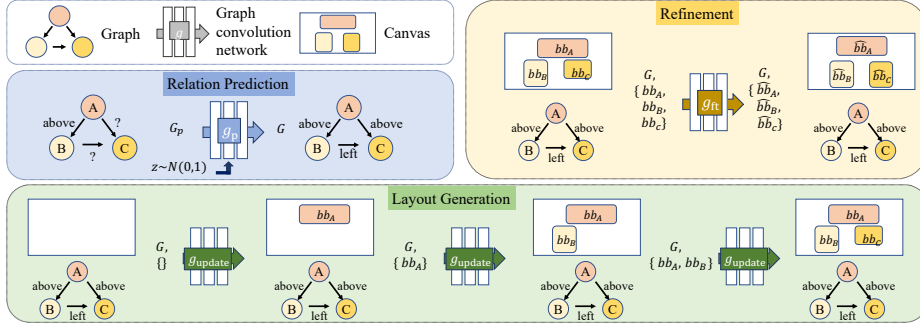 Graph
g
Graph
convolution
network
Canvas
Relation Prediction
A
above
?
B
?
C
G_p
g_p
z~N(0,1)
G
A
above
above
B
left
C
Refinement
bb_A
bb_B
bb_C
A
above
above
B
left
C
G,
{ bb_A,
bb_B,
bb_c}
g_ft
G,
{ b̂b_A,
b̂b_B,
b̂b_c}
b̂b_A
b̂b_B
b̂b_C
A
above
above
B
left
C
Layout Generation
A
above
above
B
left
C
G,
{}
g_update
bb_A
A
above
above
B
left
C
G,
{ bb_A}
g_update
bb_A
bb_B
A
above
above
B
left
C
G,
{ bb_A, bb_B}
g_update
bb_A
bb_B
bb_C
A
above
above
B
left
C